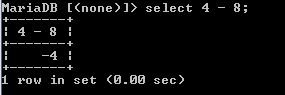 MariaDB [(none)]> select 4 - 8;
+-------+
| 4 - 8 |
+-------+
|    -4 |
+-------+
1 row in set (0.00 sec)